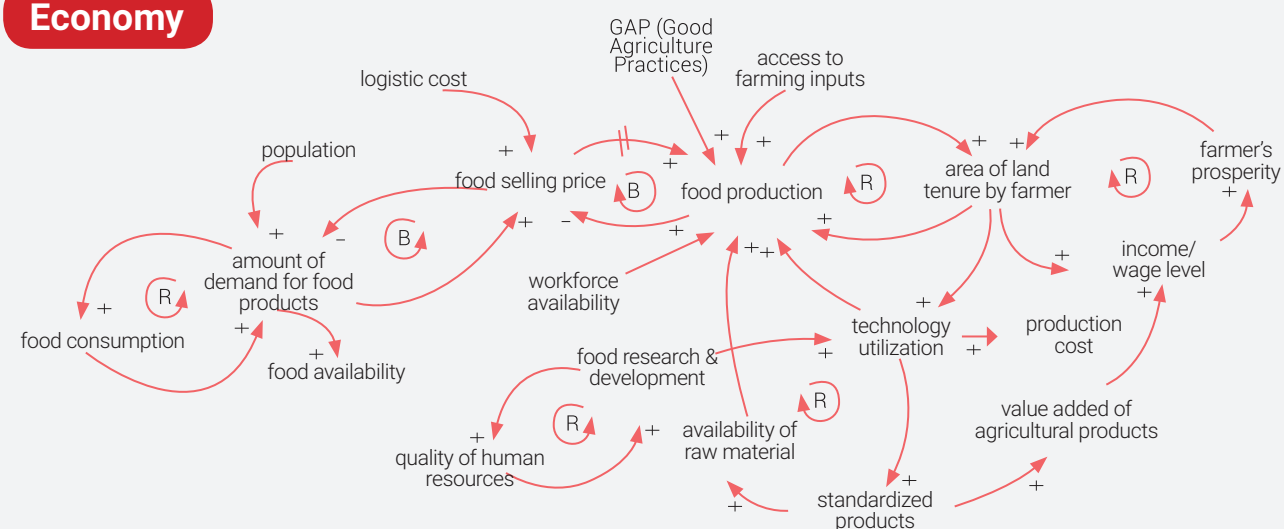 Economy
GAP (Good
Agriculture
Practices)
access to
farming inputs
logistic cost
+
+
+
+
+
population
+
farmer's
prosperity
+
area of land
tenure by farmer
R
food selling price
B
+
food production
R
+
-
+
+
+
-
B
amount of
demand for food
products
R
+
+
food consumption
+
food availability
workforce
availability
+
+
income/
wage level
+
+
+
technology
utilization
+
production
cost
food research &
development
+
R
R
+
quality of human
resources
+
availability of
raw material
value added of
agricultural products
+
standardized
products
+
+